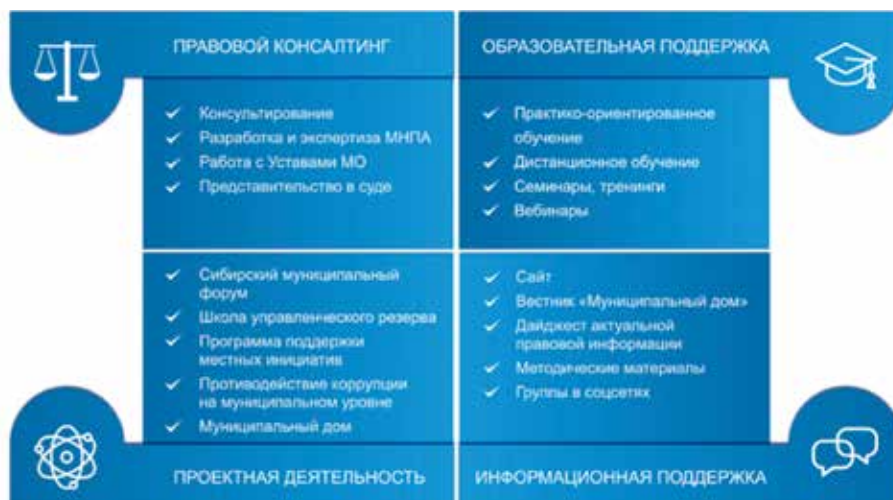 ПРАВОВОЙ КОНСАЛТИНГ
Консультирование
Разработка и экспертиза МНПА
Работа с Уставами МО
Представительство в суде
ОБРАЗОВАТЕЛЬНАЯ ПОДДЕРЖКА
Практико-ориентированное
обучение
Дистанционное обучение
Семинары, тренинги
Вебинары
Сибирский муниципальный
форум
Школа управленческого резерва
Программа поддержки
местных инициатив
Противодействие коррупции
на муниципальном уровне
Муниципальный дом
ПРОЕКТНАЯ ДЕЯТЕЛЬНОСТЬ
Сайт
Вестник «Муниципальный дом»
Дайджест актуальной
правовой информации
Методические материалы
Группы в соцсетях
ИНФОРМАЦИОННАЯ ПОДДЕРЖКА